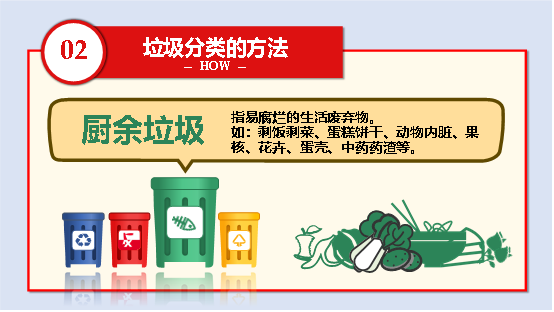 02
垃圾分类的方法
– HOW –
厨余垃圾
指易腐烂的生活废弃物。
如：剩饭剩菜、蛋糕饼干、动物内脏、果
核、花卉、蛋壳、中药药渣等。